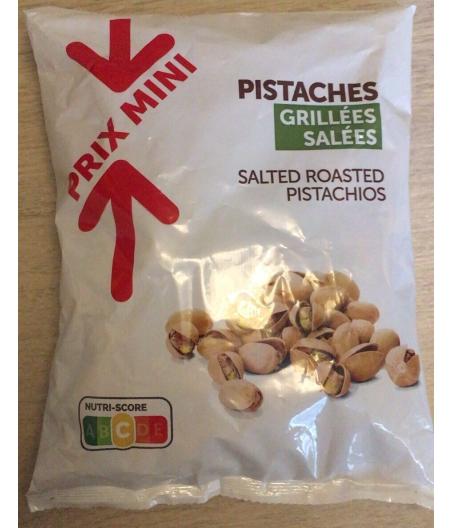 PRIX MINI
PISTACHES
GRILLÉES
SALÉES
SALTED ROASTED
PISTACHIOS
NUTRI-SCORE
A B C D E